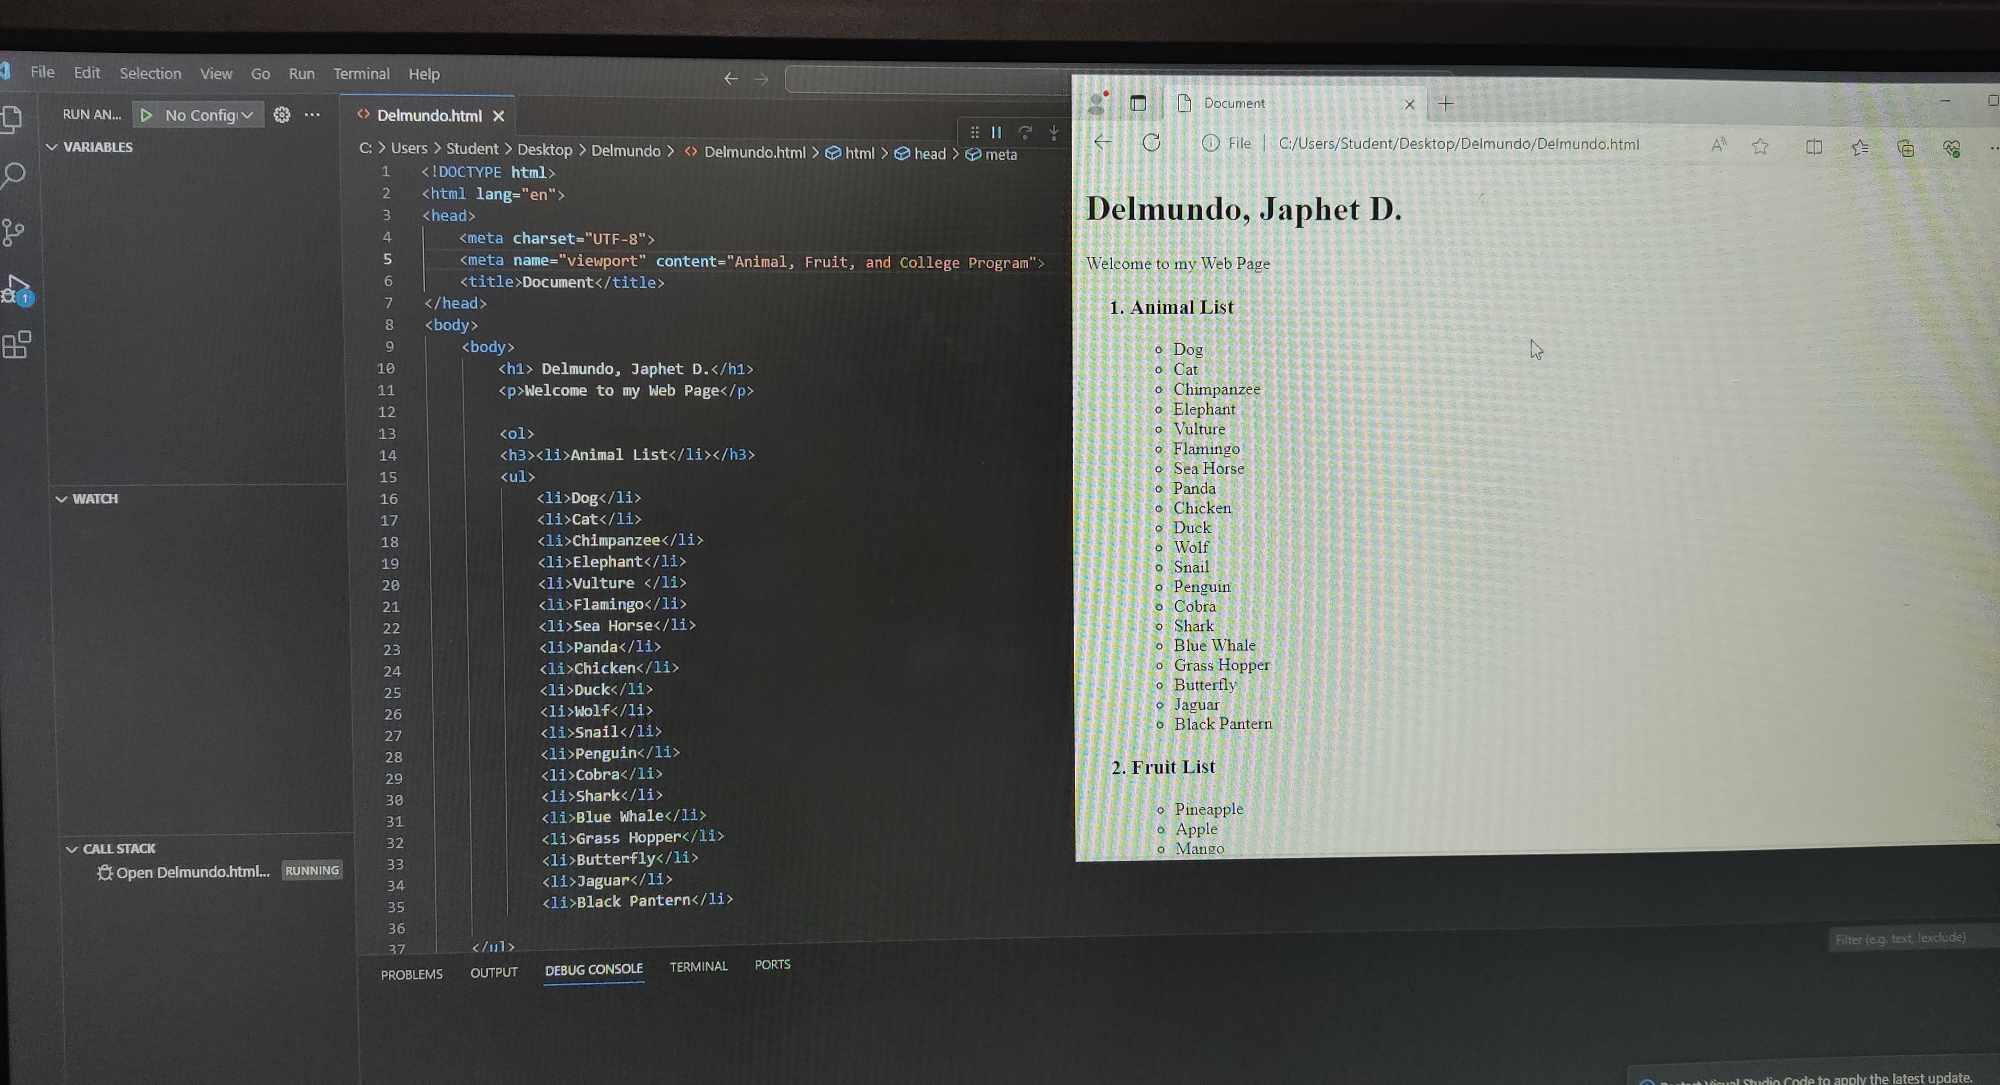 File Edit Selection View Go Run Terminal Help
RUN AN... No Config
Delmundo.html
VARIABLES
C: > Users > Student > Desktop > Delmundo > Delmundo.html > html > head > meta
1 <!DOCTYPE html>
2 <html lang="en">
3 <head>
4 <meta charset="UTF-8">
5 <meta name="viewport" content="Animal, Fruit, and College Program">
6 <title>Document</title>
7 </head>
8 <body>
9 <body>
10 <h1> Delmundo, Japhet D.</h1>
11 <p>Welcome to my Web Page</p>
12
13 <ol>
14 <h3><li>Animal List</li></h3>
15 <ul>
16 <li>Dog</li>
17 <li>Cat</li>
18 <li>Chimpanzee</li>
19 <li>Elephant</li>
20 <li>Vulture </li>
21 <li>Flamingo</li>
22 <li>Sea Horse</li>
23 <li>Panda</li>
24 <li>Chicken</li>
25 <li>Duck</li>
26 <li>Wolf</li>
27 <li>Snail</li>
28 <li>Penguin</li>
29 <li>Cobra</li>
30 <li>Shark</li>
31 <li>Blue Whale</li>
32 <li>Grass Hopper</li>
33 <li>Butterfly</li>
34 <li>Jaguar</li>
35 <li>Black Pantern</li>
36
37 </ul>
1
WATCH
CALL STACK
Open Delmundo.html... RUNNING
PROBLEMS OUTPUT DEBUG CONSOLE TERMINAL PORTS
Filter (e.g. text, !exclude)
Visual Studio Code to apply the latest update.
Document
File C:/Users/Student/Desktop/Delmundo/Delmundo.html
Delmundo, Japhet D.
Welcome to my Web Page
1. Animal List
Dog
Cat
Chimpanzee
Elephant
Vulture
Flamingo
Sea Horse
Panda
Chicken
Duck
Wolf
Snail
Penguin
Cobra
Shark
Blue Whale
Grass Hopper
Butterfly
Jaguar
Black Pantern
2. Fruit List
Pineapple
Apple
Mango